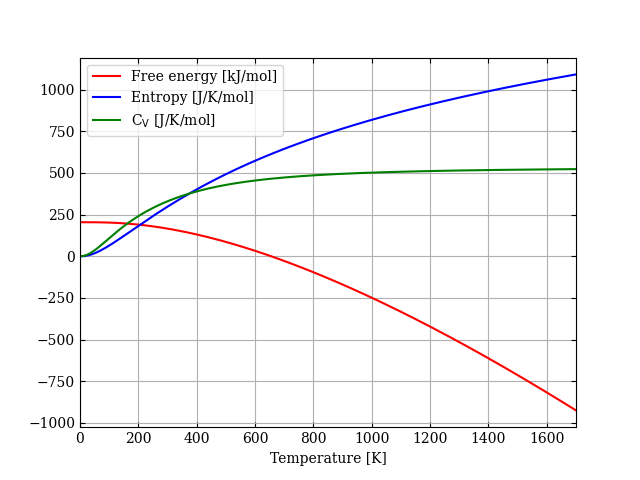 Free energy [kJ/mol]
Entropy [J/K/mol]
C_V [J/K/mol]
1000
750
500
250
0
−250
−500
−750
−1000
0 200 400 600 800 1000 1200 1400 1600
Temperature [K]